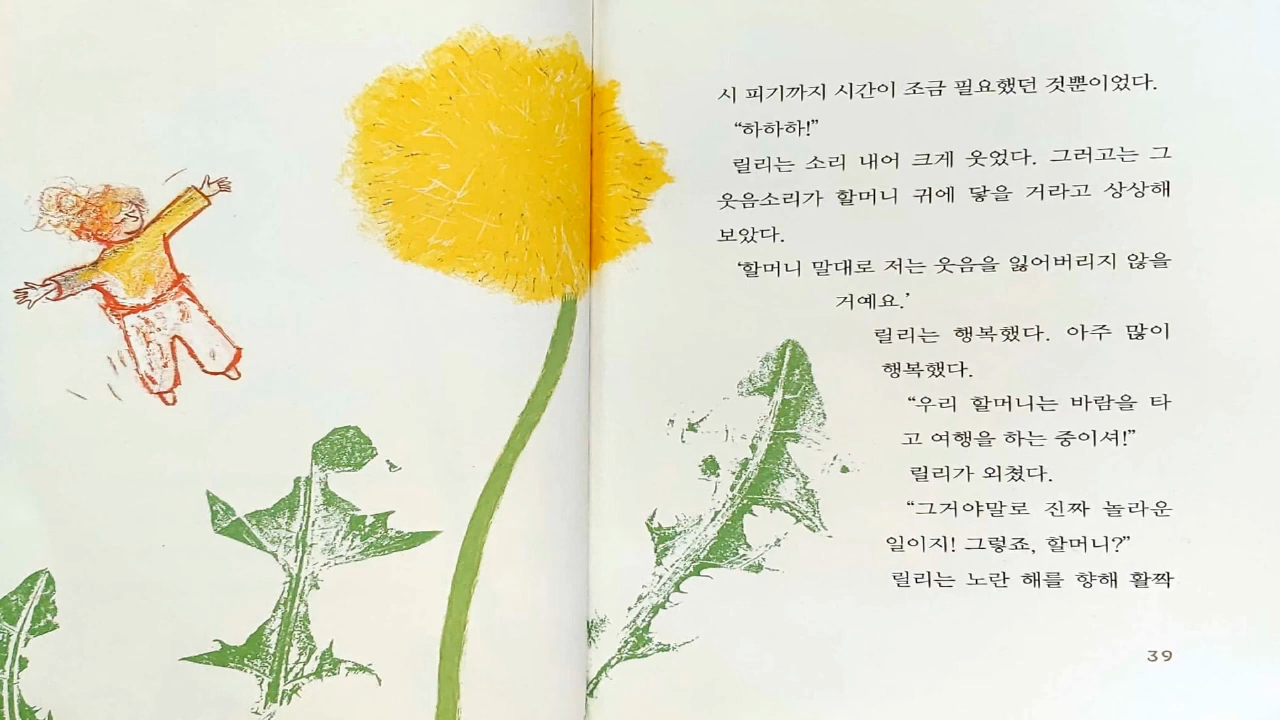 시 피기까지 시간이 조금 필요했던 것뿐이었다.
“하하하!”
릴리는 소리 내어 크게 웃었다. 그러고는 그
웃음소리가 할머니 귀에 닿을 거라고 상상해
보았다.
‘할머니 말대로 저는 웃음을 잃어버리지 않을
거예요.’
릴리는 행복했다. 아주 많이
행복했다.
“우리 할머니는 바람을 타
고 여행을 하는 중이셔!”
릴리가 외쳤다.
“그거야말로 진짜 놀라운
일이지! 그렇죠, 할머니?”
릴리는 노란 해를 향해 활짝
39